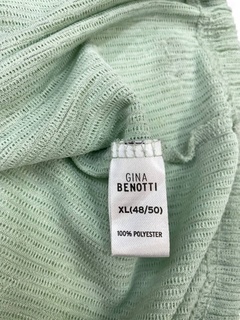 GINA
BENOTTI
XL(48/50)
100% POLYESTER